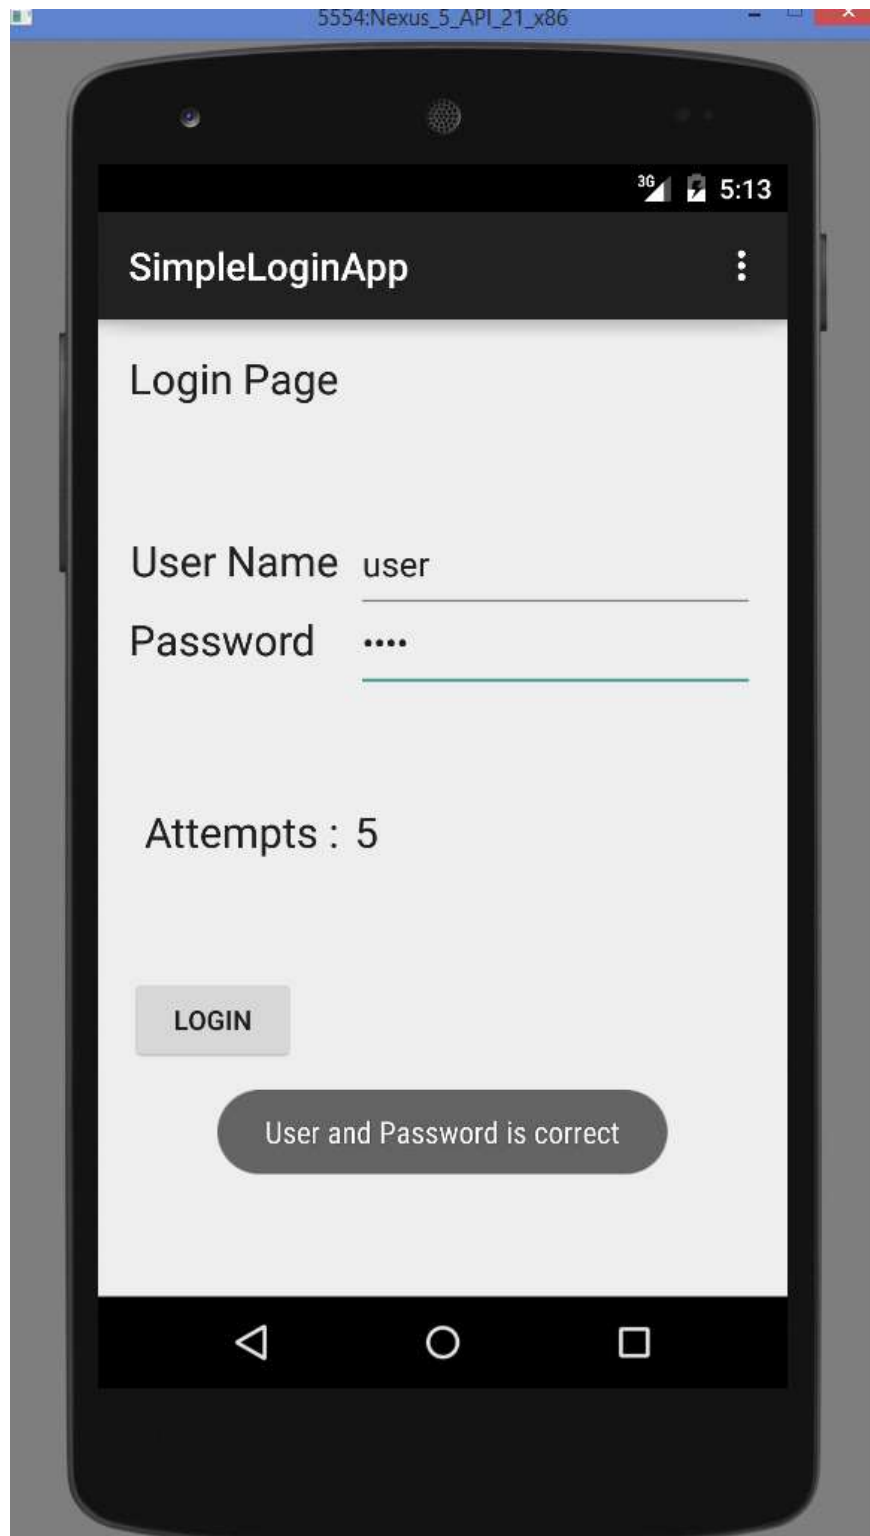 5554:Nexus_5_API_21_x86
3G 5:13
SimpleLoginApp
Login Page
User Name user
Password ••••
Attempts : 5
LOGIN
User and Password is correct